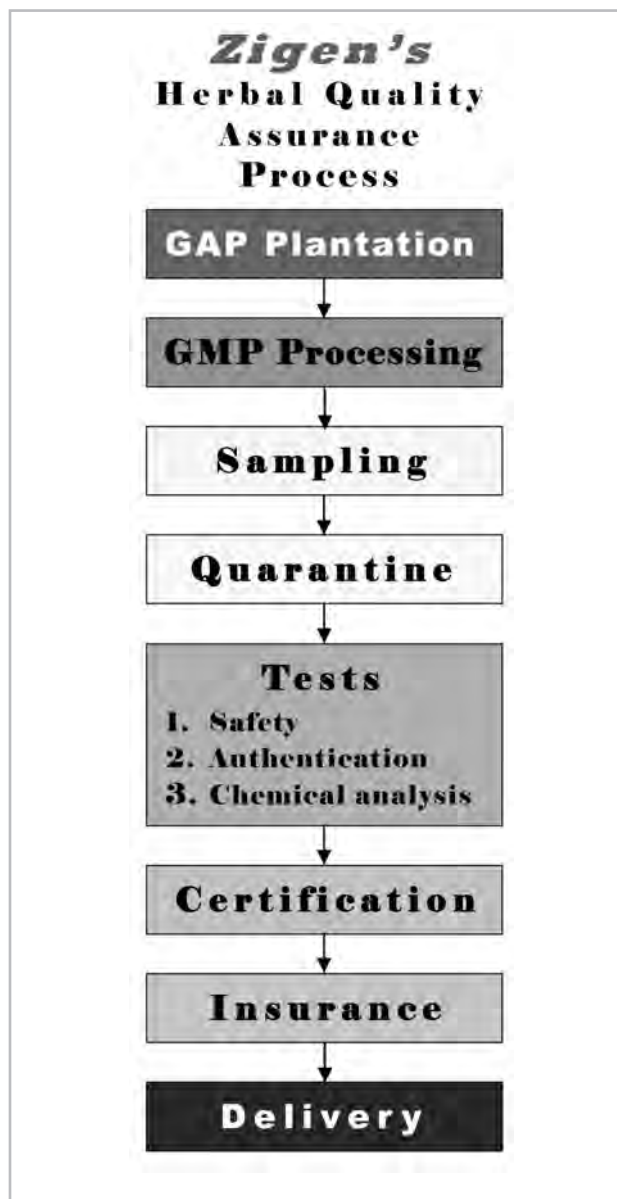 Zigen's
Herbal Quality
Assurance
Process
GAP Plantation
GMP Processing
Sampling
Quarantine
Tests
1. Safety
2. Authentication
3. Chemical analysis
Certification
Insurance
Delivery